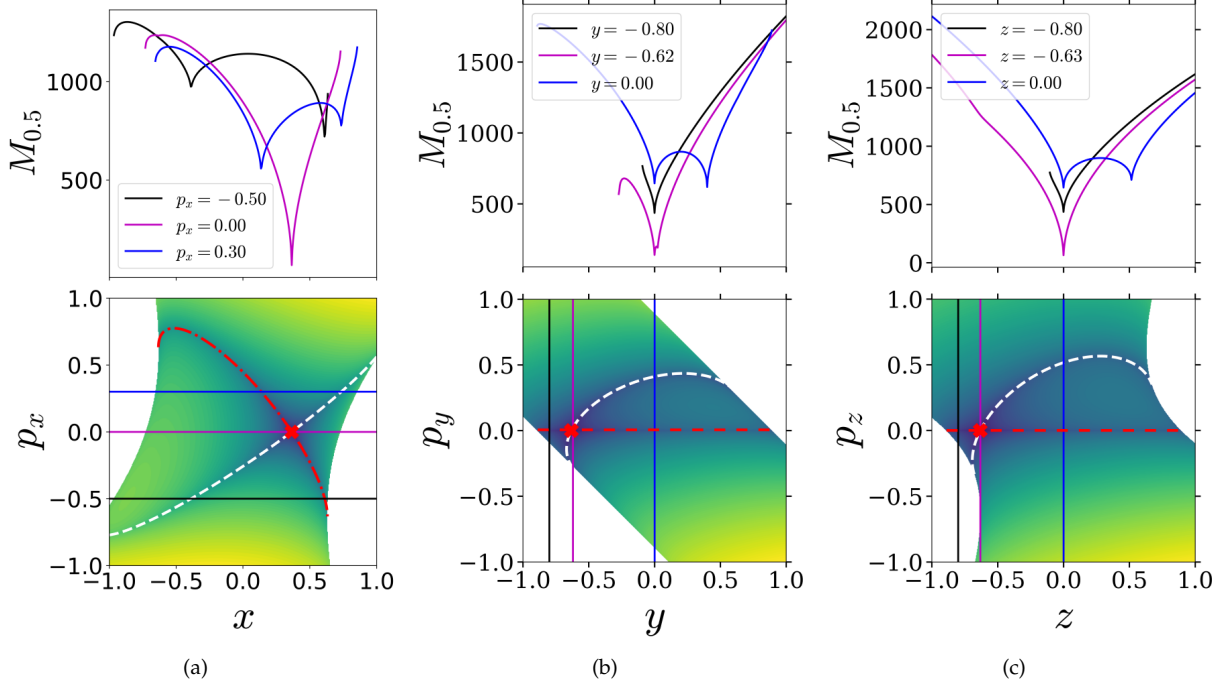 1000
500
M_{0.5}
p_x = −0.50
p_x = 0.00
p_x = 0.30
1.0
0.5
0.0
−0.5
−1.0
p_x
−1.0 −0.5 0.0 0.5 1.0
x
(a)
1500
1000
500
M_{0.5}
y = −0.80
y = −0.62
y = 0.00
1.0
0.5
0.0
−0.5
−1.0
p_y
−1.0 −0.5 0.0 0.5 1.0
y
(b)
2000
1500
1000
500
0
M_{0.5}
z = −0.80
z = −0.63
z = 0.00
1.0
0.5
0.0
−0.5
−1.0
p_z
−1.0 −0.5 0.0 0.5 1.0
z
(c)